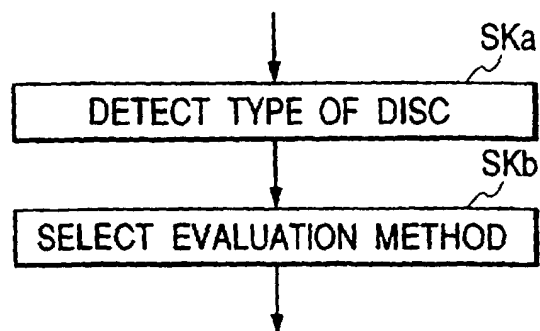 SKa
DETECT TYPE OF DISC
SKb
SELECT EVALUATION METHOD